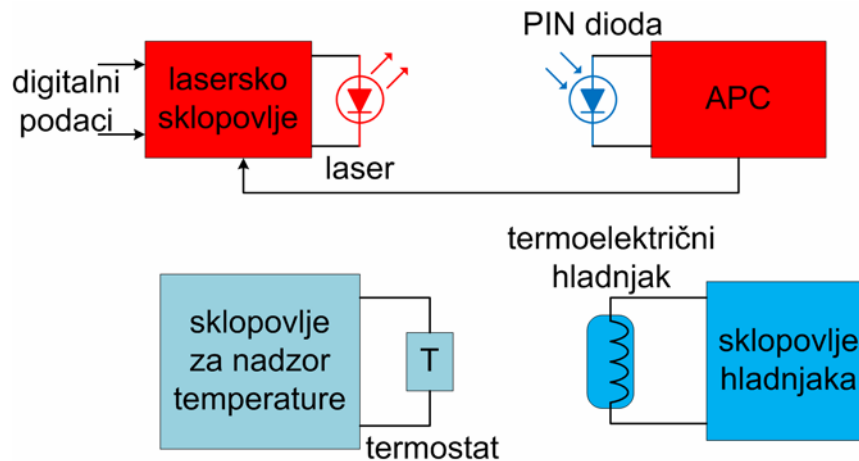 digitalni
podaci
lasersko
sklopovlje
laser
PIN dioda
APC
sklopovlje
za nadzor
temperature
T
termostat
termoelektrični
hladnjak
sklopovlje
hladnjaka